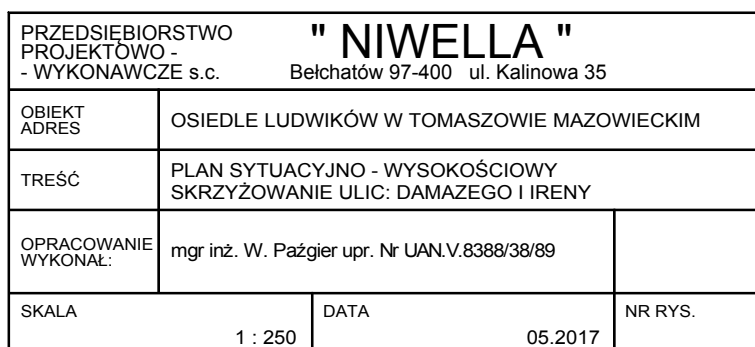 PRZEDSIĘBIORSTWO
PROJEKTOWO -
- WYKONAWCZE s.c.
" NIWELLA "
Bełchatów 97-400 ul. Kalinowa 35
OBIEKT
ADRES
OSIEDLE LUDWIKÓW W TOMASZOWIE MAZOWIECKIM
TREŚĆ
PLAN SYTUACYJNO - WYSOKOŚCIOWY
SKRZYŻOWANIE ULIC: DAMAZEGO I IRENY
OPRACOWANIE
WYKONAŁ:
mgr inż. W. Paźgier upr. Nr UAN.V.8388/38/89
SKALA
1 : 250
DATA
05.2017
NR RYS.